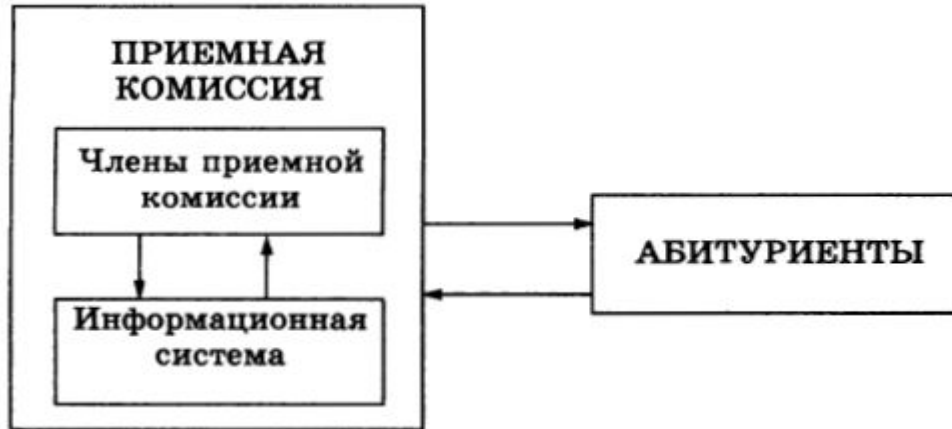 ПРИЕМНАЯ
КОМИССИЯ
Члены приемной
комиссии
Информационная
система
АБИТУРИЕНТЫ